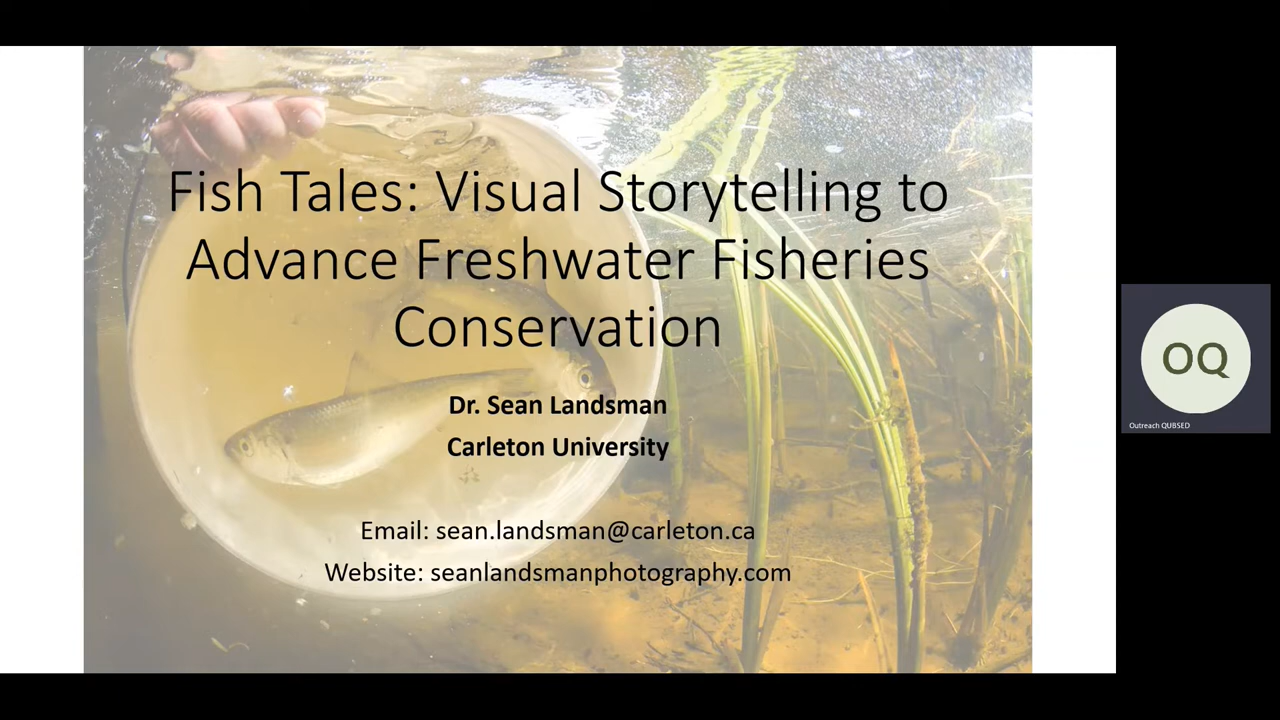 Fish Tales: Visual Storytelling to
Advance Freshwater Fisheries
Conservation
Dr. Sean Landsman
Carleton University
Email: sean.landsman@carleton.ca
Website: seanlandsmanphotography.com
OQ
Outreach QUBSED